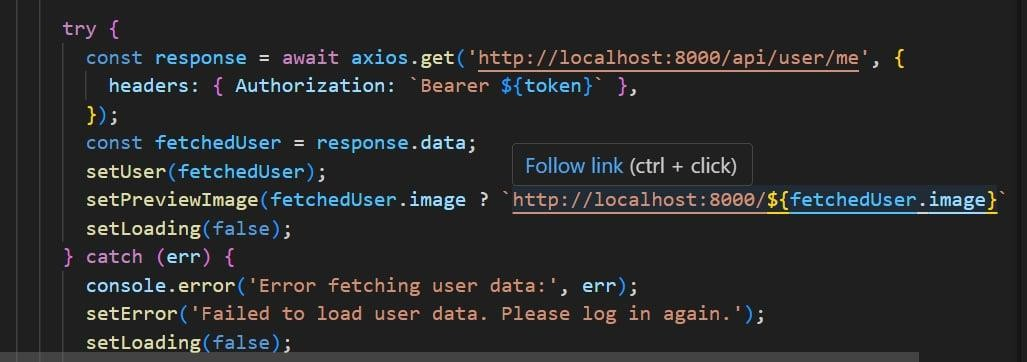 try {
const response = await axios.get('http://localhost:8000/api/user/me', {
headers: { Authorization: `Bearer ${token}` },
});
const fetchedUser = response.data;
Follow link (ctrl + click)
setUser(fetchedUser);
setPreviewImage(fetchedUser.image ? `http://localhost:8000/${fetchedUser.image}`
setLoading(false);
} catch (err) {
console.error('Error fetching user data:', err);
setError('Failed to load user data. Please log in again.');
setLoading(false);